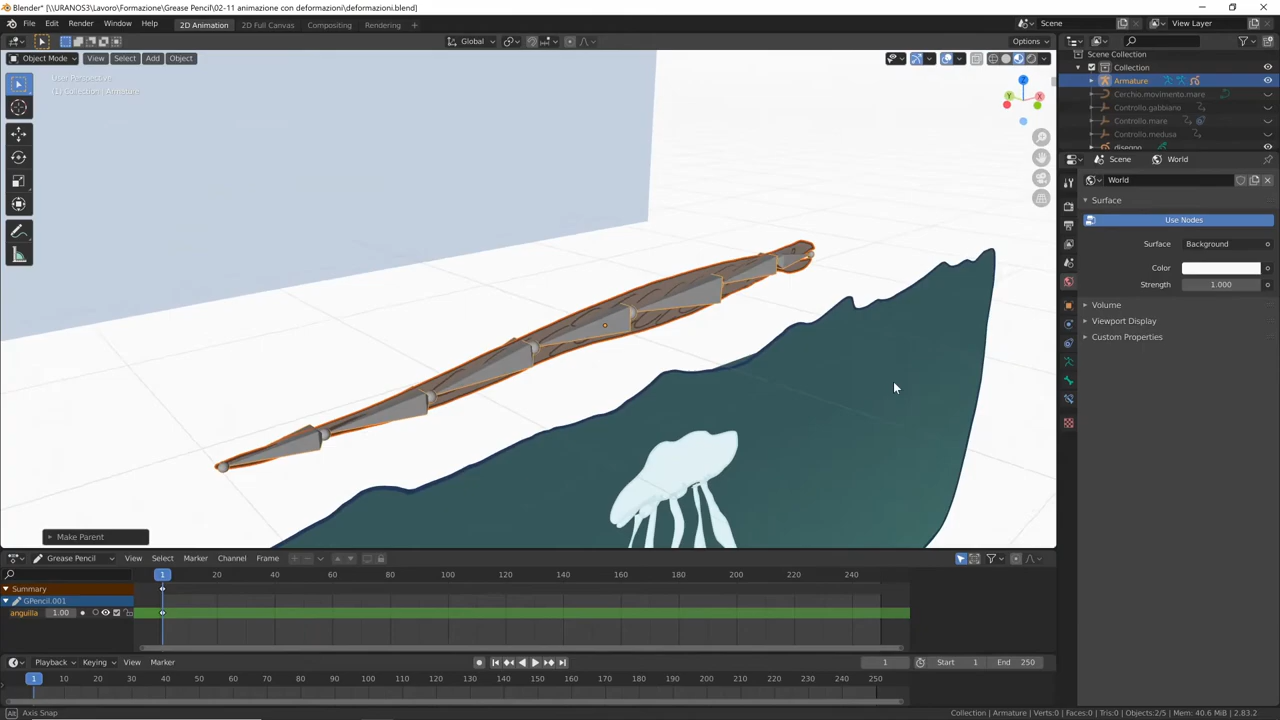 Blender* [\\URANOS3\Lavoro\Formazione\Grease Pencil\02-11 animazione con deformazioni\deformazioni.blend]
File Edit Render Window Help 2D Animation 2D Full Canvas Compositing Rendering + Scene View Layer
Global Options
Object Mode View Select Add Object
User Perspective
(1) Collection | Armature
Z
Y
X
Scene Collection
Collection
Armature
Cerchio.movimento.mare
Controllo.gabbiano
Controllo.mare
Controllo.medusa
disegno
Scene World
World
Surface
Use Nodes
Surface Background
Color
Strength 1.000
Volume
Viewport Display
Custom Properties
Make Parent
Grease Pencil View Select Marker Channel Frame
1 20 40 60 80 100 120 140 160 180 200 220 240
Summary
GPencil.001
anguilla 1.00
Playback Keying View Marker 1 Start 1 End 250
1 10 20 30 40 50 60 70 80 90 100 110 120 130 140 150 160 170 180 190 200 210 220 230 240 250
Axis Snap
Collection | Armature | Verts:0 | Faces:0 | Tris:0 | Objects:2/5 | Mem: 40.6 MiB | 2.83.2